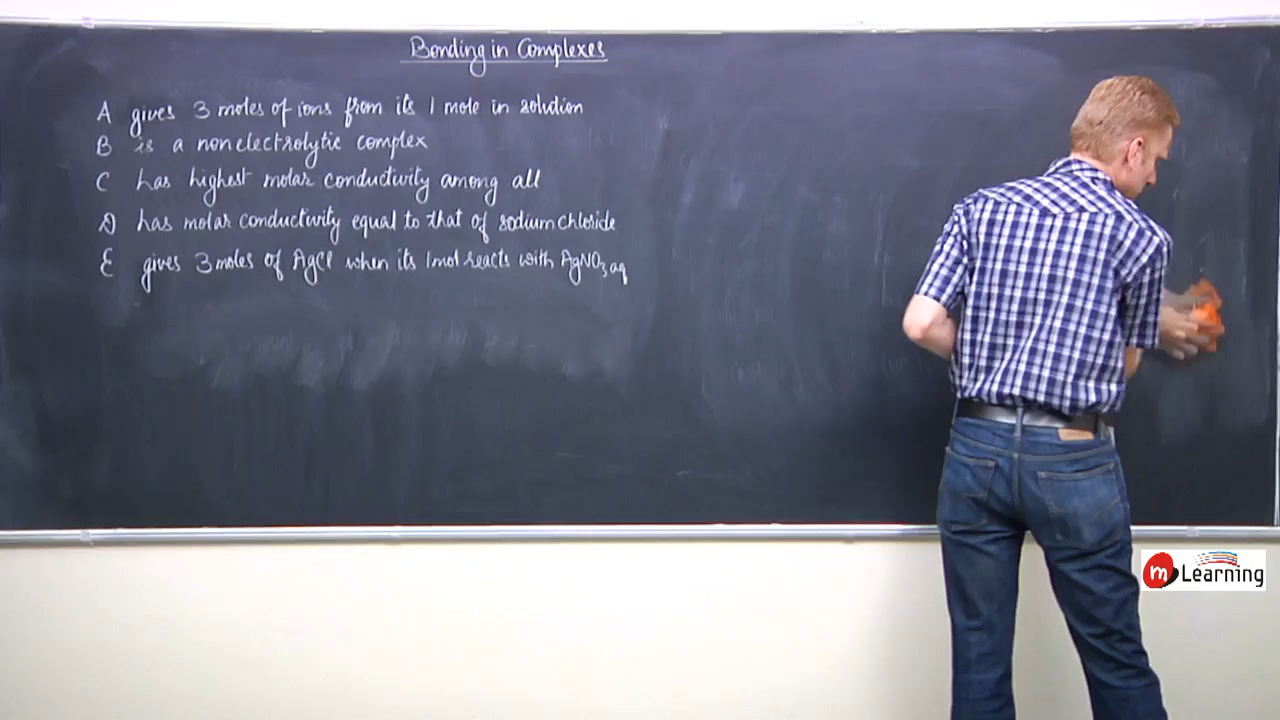 Bonding in Complexes
A gives 3 moles of ions from its 1 mole in solution
B is a nonelectrolytic complex
C has highest molar conductivity among all
D has molar conductivity equal to that of sodium chloride
E gives 3 moles of AgCl when its 1 mol reacts with AgNO3 aq
m Learning